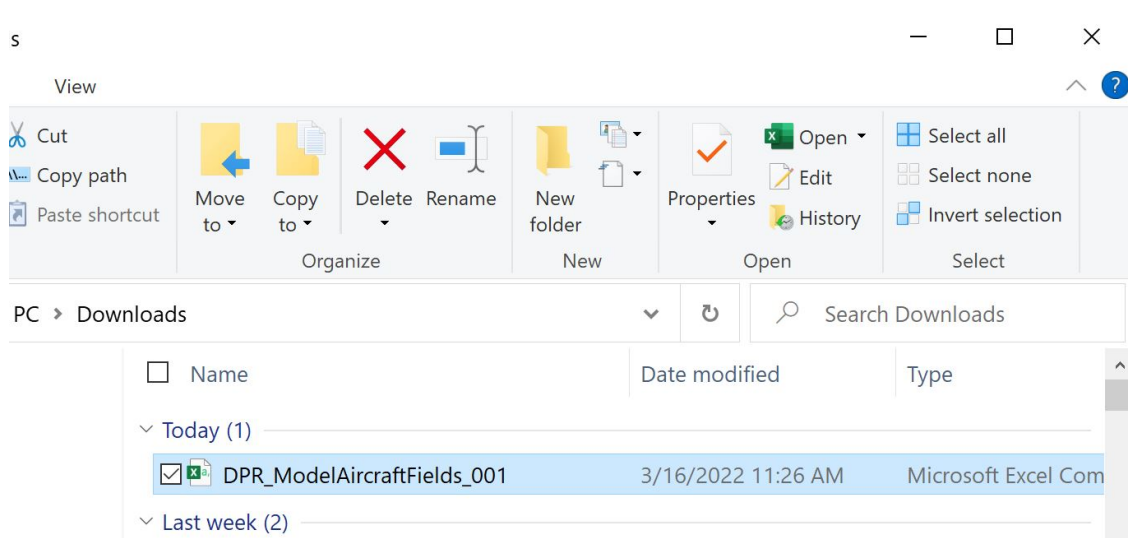 s
View
Cut
Copy path
Paste shortcut
Move to
Copy to
Delete
Rename
New folder
Properties
Open
Edit
History
Select all
Select none
Invert selection
Organize
New
Open
Select
PC > Downloads
Search Downloads
Name Date modified Type
Today (1)
DPR_ModelAircraftFields_001 3/16/2022 11:26 AM Microsoft Excel Com
Last week (2)